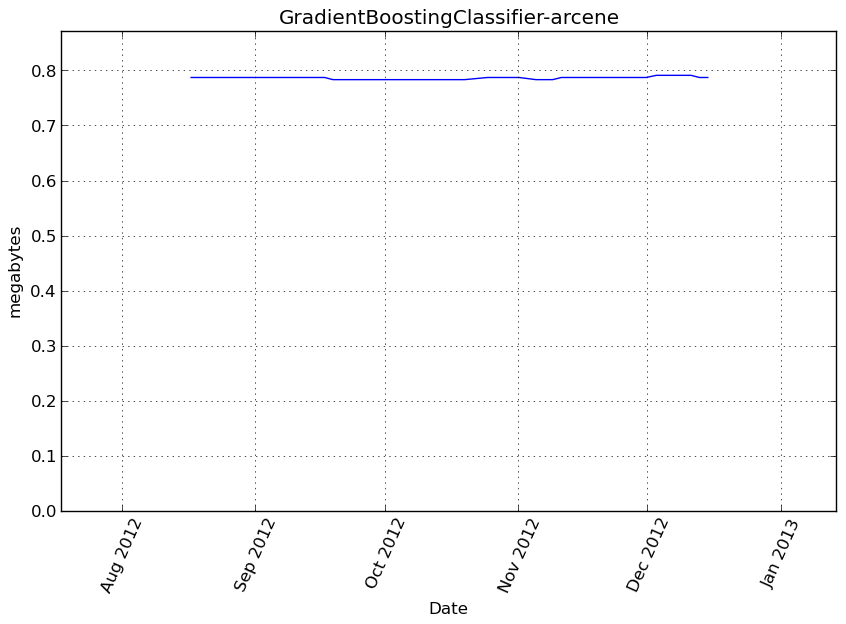 GradientBoostingClassifier-arcene
0.8
0.7
0.6
0.5
0.4
0.3
0.2
0.1
0.0
megabytes
Aug 2012
Sep 2012
Oct 2012
Nov 2012
Dec 2012
Jan 2013
Date